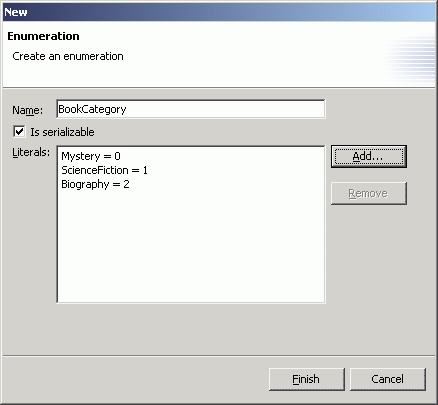 New
Enumeration
Create an enumeration
Name: BookCategory
Is serializable
Literals:
Mystery = 0
ScienceFiction = 1
Biography = 2
Add...
Remove
Finish
Cancel